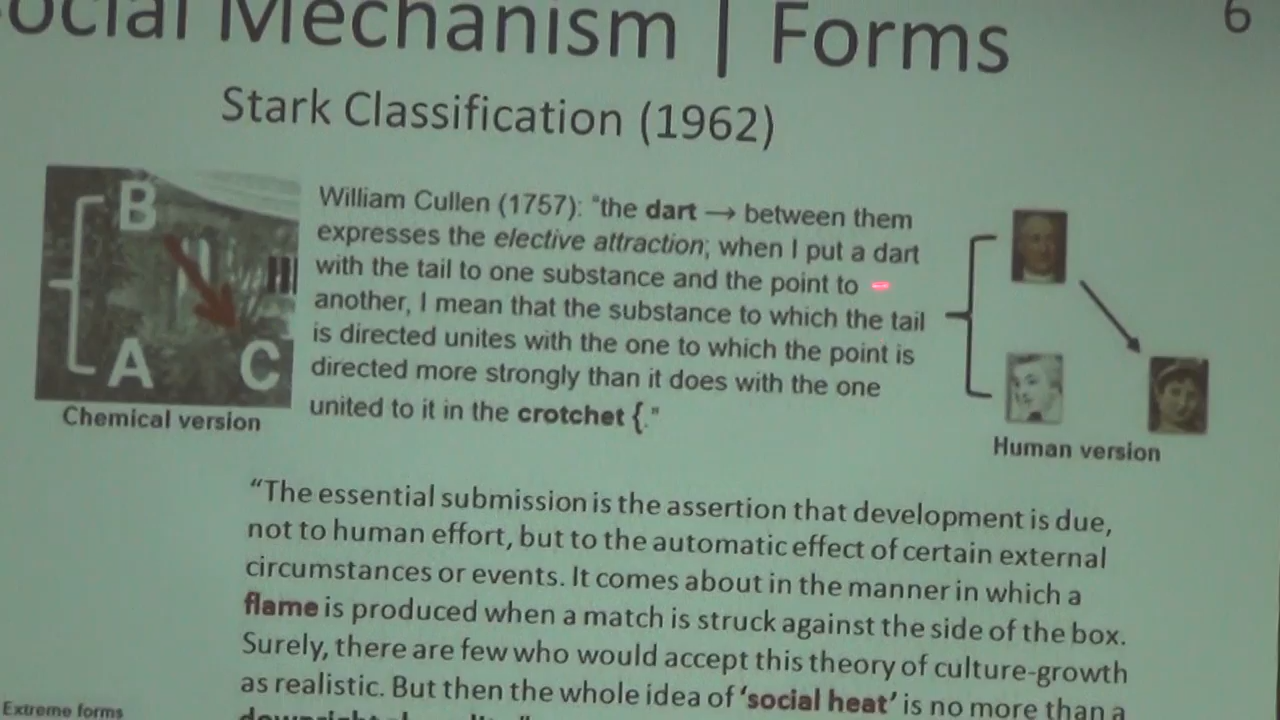 6
ocial Mechanism | Forms
Stark Classification (1962)
B
A
C
Chemical version
William Cullen (1757): "the dart → between them
expresses the elective attraction; when I put a dart
with the tail to one substance and the point to
another, I mean that the substance to which the tail
is directed unites with the one to which the point is
directed more strongly than it does with the one
united to it in the crotchet {."
Human version
"The essential submission is the assertion that development is due,
not to human effort, but to the automatic effect of certain external
circumstances or events. It comes about in the manner in which a
flame is produced when a match is struck against the side of the box.
Surely, there are few who would accept this theory of culture-growth
as realistic. But then the whole idea of 'social heat' is no more than a
Extreme forms